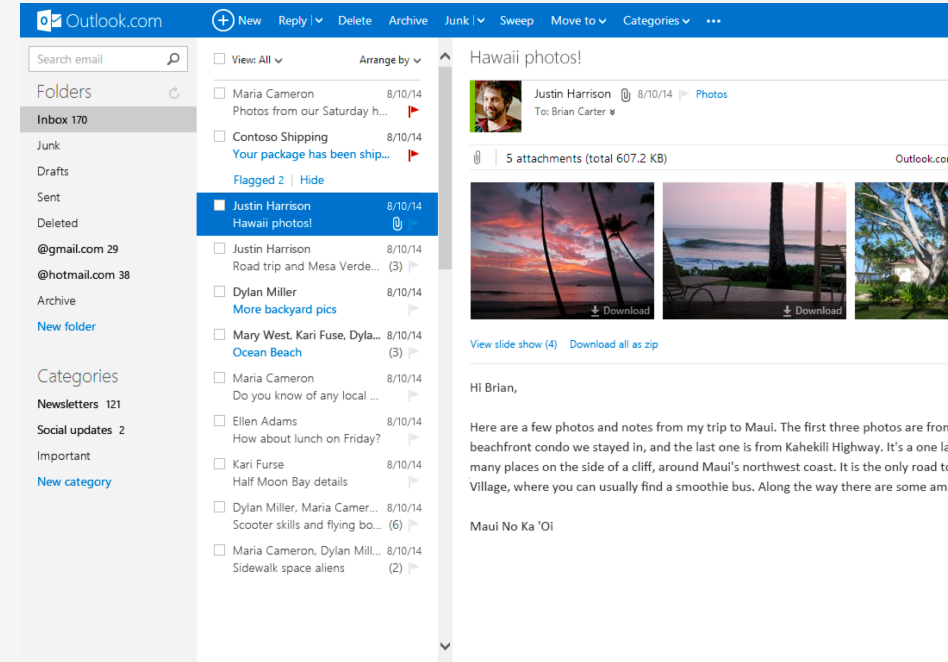 Outlook.com
New Reply Delete Archive Junk Sweep Move to Categories •••
Search email
Folders
Inbox 170
Junk
Drafts
Sent
Deleted
@gmail.com 29
@hotmail.com 38
Archive
New folder
Categories
Newsletters 121
Social updates 2
Important
New category
View: All Arrange by
Maria Cameron 8/10/14
Photos from our Saturday h...
Contoso Shipping 8/10/14
Your package has been ship...
Flagged 2 | Hide
Justin Harrison 8/10/14
Hawaii photos!
Justin Harrison 8/10/14
Road trip and Mesa Verde... (3)
Dylan Miller 8/10/14
More backyard pics
Mary West, Kari Fuse, Dyla... 8/10/14
Ocean Beach (3)
Maria Cameron 8/10/14
Do you know of any local ...
Ellen Adams 8/10/14
How about lunch on Friday?
Kari Furse 8/10/14
Half Moon Bay details
Dylan Miller, Maria Camer... 8/10/14
Scooter skills and flying bo... (6)
Maria Cameron, Dylan Mill... 8/10/14
Sidewalk space aliens (2)
Hawaii photos!
Justin Harrison 8/10/14 Photos
To: Brian Carter
5 attachments (total 607.2 KB) Outlook.co
Download Download
View slide show (4) Download all as zip
Hi Brian,
Here are a few photos and notes from my trip to Maui. The first three photos are from
beachfront condo we stayed in, and the last one is from Kahekili Highway. It's a one la
many places on the side of a cliff, around Maui's northwest coast. It is the only road to
Village, where you can usually find a smoothie bus. Along the way there are some am
Maui No Ka 'Oi